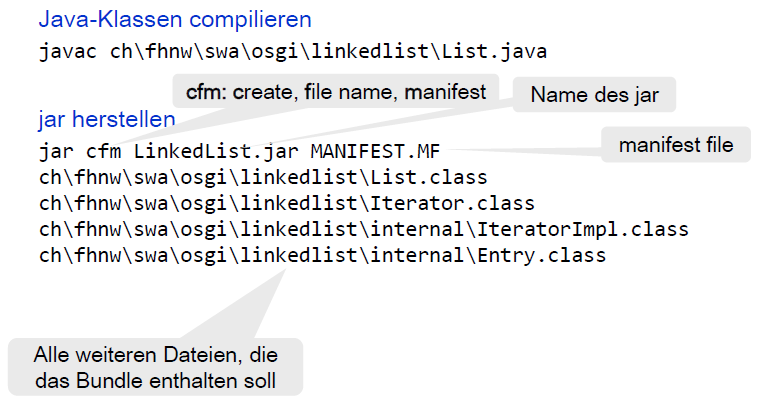 Java-Klassen compilieren
javac ch\fhnw\swa\osgi\linkedlist\List.java
cfm: create, file name, manifest
Name des jar
jar herstellen
jar cfm LinkedList.jar MANIFEST.MF
manifest file
ch\fhnw\swa\osgi\linkedlist\List.class
ch\fhnw\swa\osgi\linkedlist\Iterator.class
ch\fhnw\swa\osgi\linkedlist\internal\IteratorImpl.class
ch\fhnw\swa\osgi\linkedlist\internal\Entry.class
Alle weiteren Dateien, die
das Bundle enthalten soll